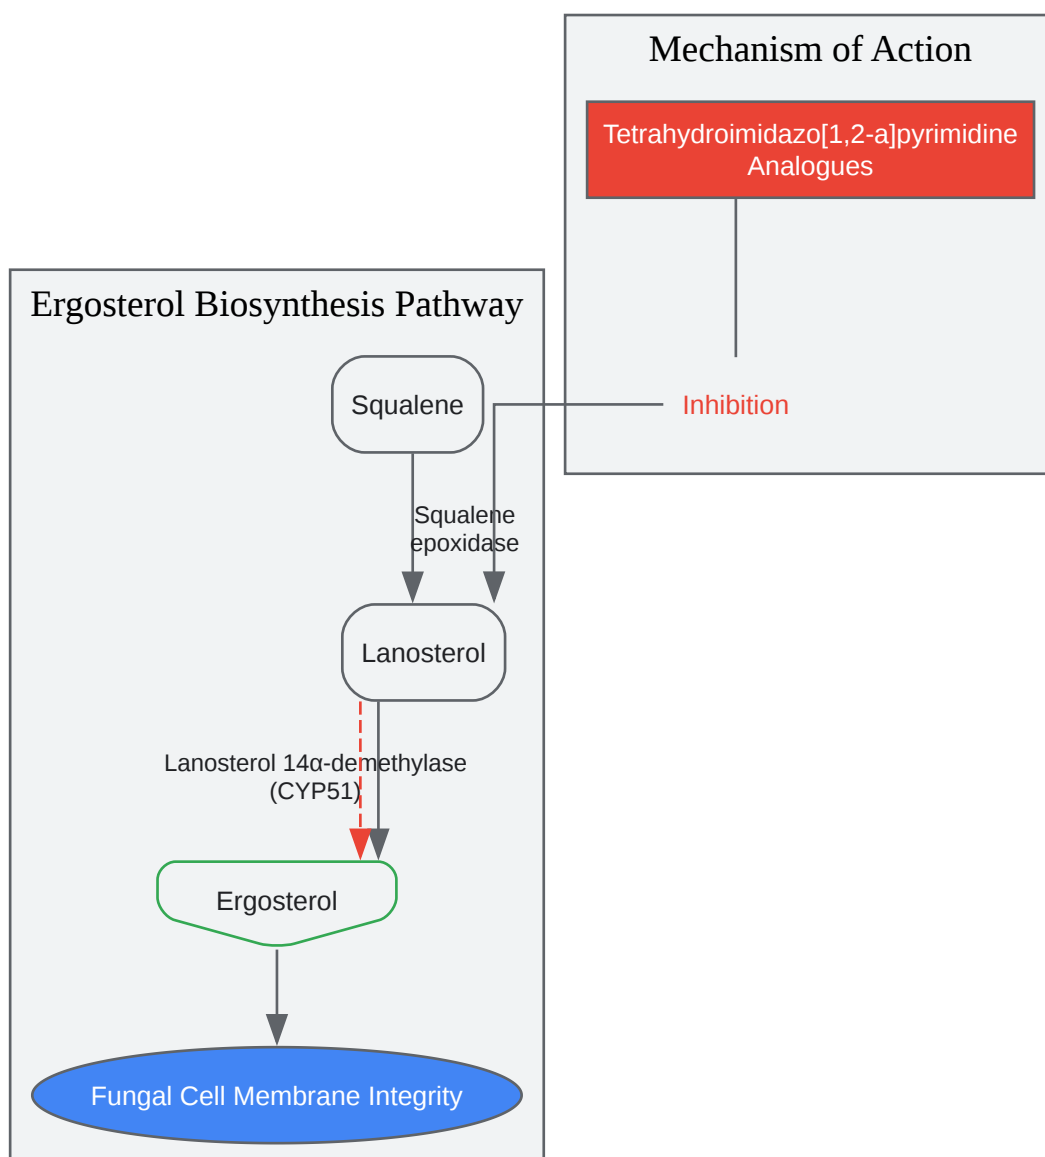 Mechanism of Action
Tetrahydroimidazo[1,2-a]pyrimidine
Analogues
Ergosterol Biosynthesis Pathway
Squalene
Inhibition
Squalene
epoxidase
Lanosterol
Lanosterol 14α-demethylase
(CYP51)
Ergosterol
Fungal Cell Membrane Integrity